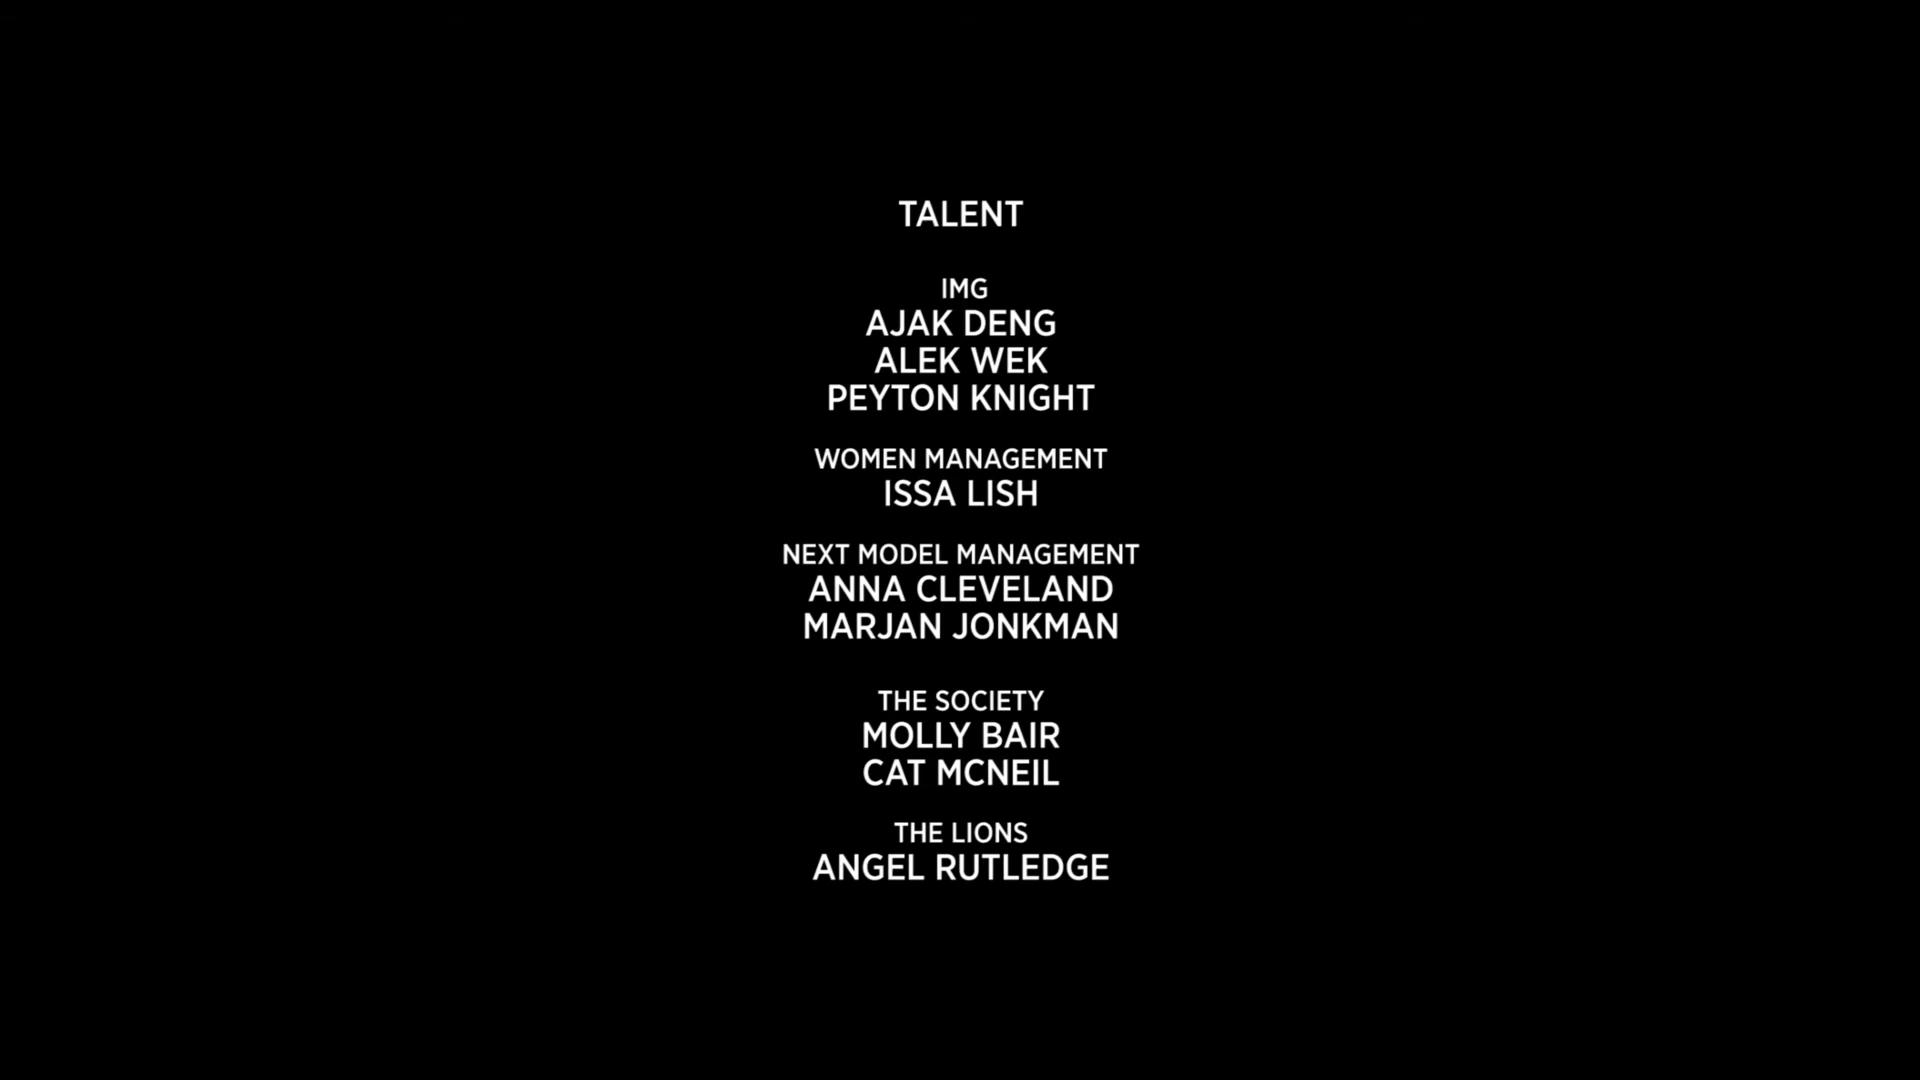 TALENT
IMG
AJAK DENG
ALEK WEK
PEYTON KNIGHT
WOMEN MANAGEMENT
ISSA LISH
NEXT MODEL MANAGEMENT
ANNA CLEVELAND
MARJAN JONKMAN
THE SOCIETY
MOLLY BAIR
CAT MCNEIL
THE LIONS
ANGEL RUTLEDGE